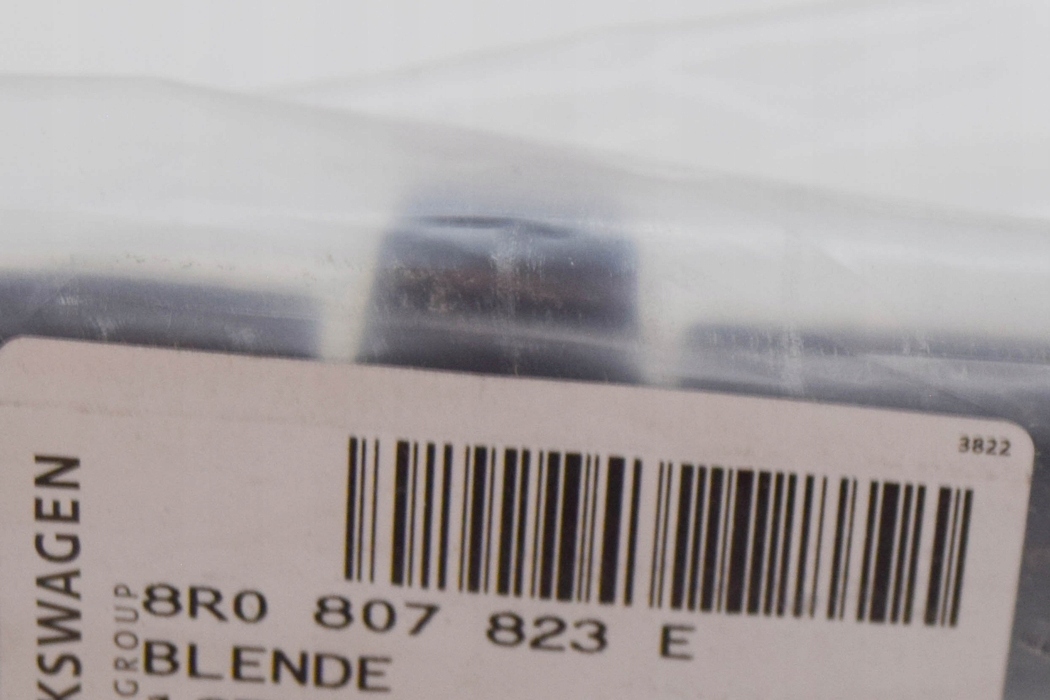 3822
KSWAGEN
GROUP
8R0 807 823 E
BLENDE